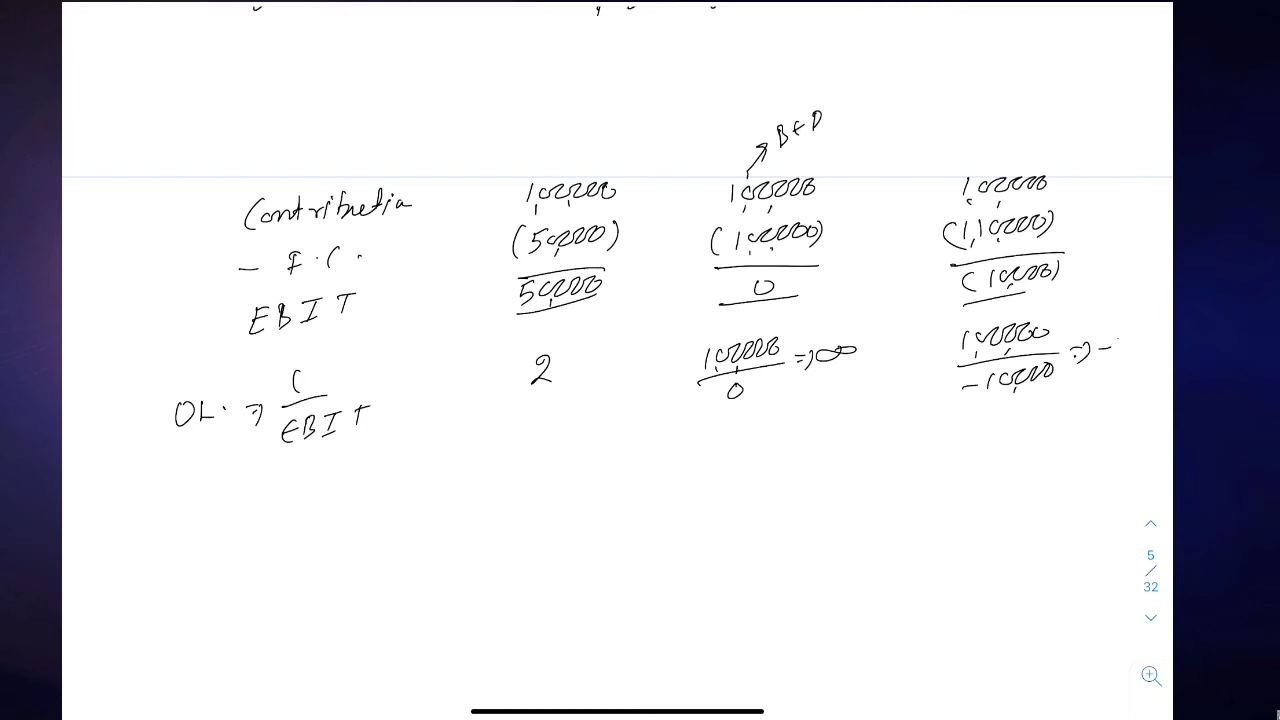 BEP
Contribution 1,00,000 1,00,000 1,00,000
- F.C. (50,000) (1,00,000) (1,10,000)
EBIT 50,000 0 (10,000)
2 1,00,000 / 0 => ∞ 1,00,000 / -10,000 => -
OL. => C / EBIT
5
/
32